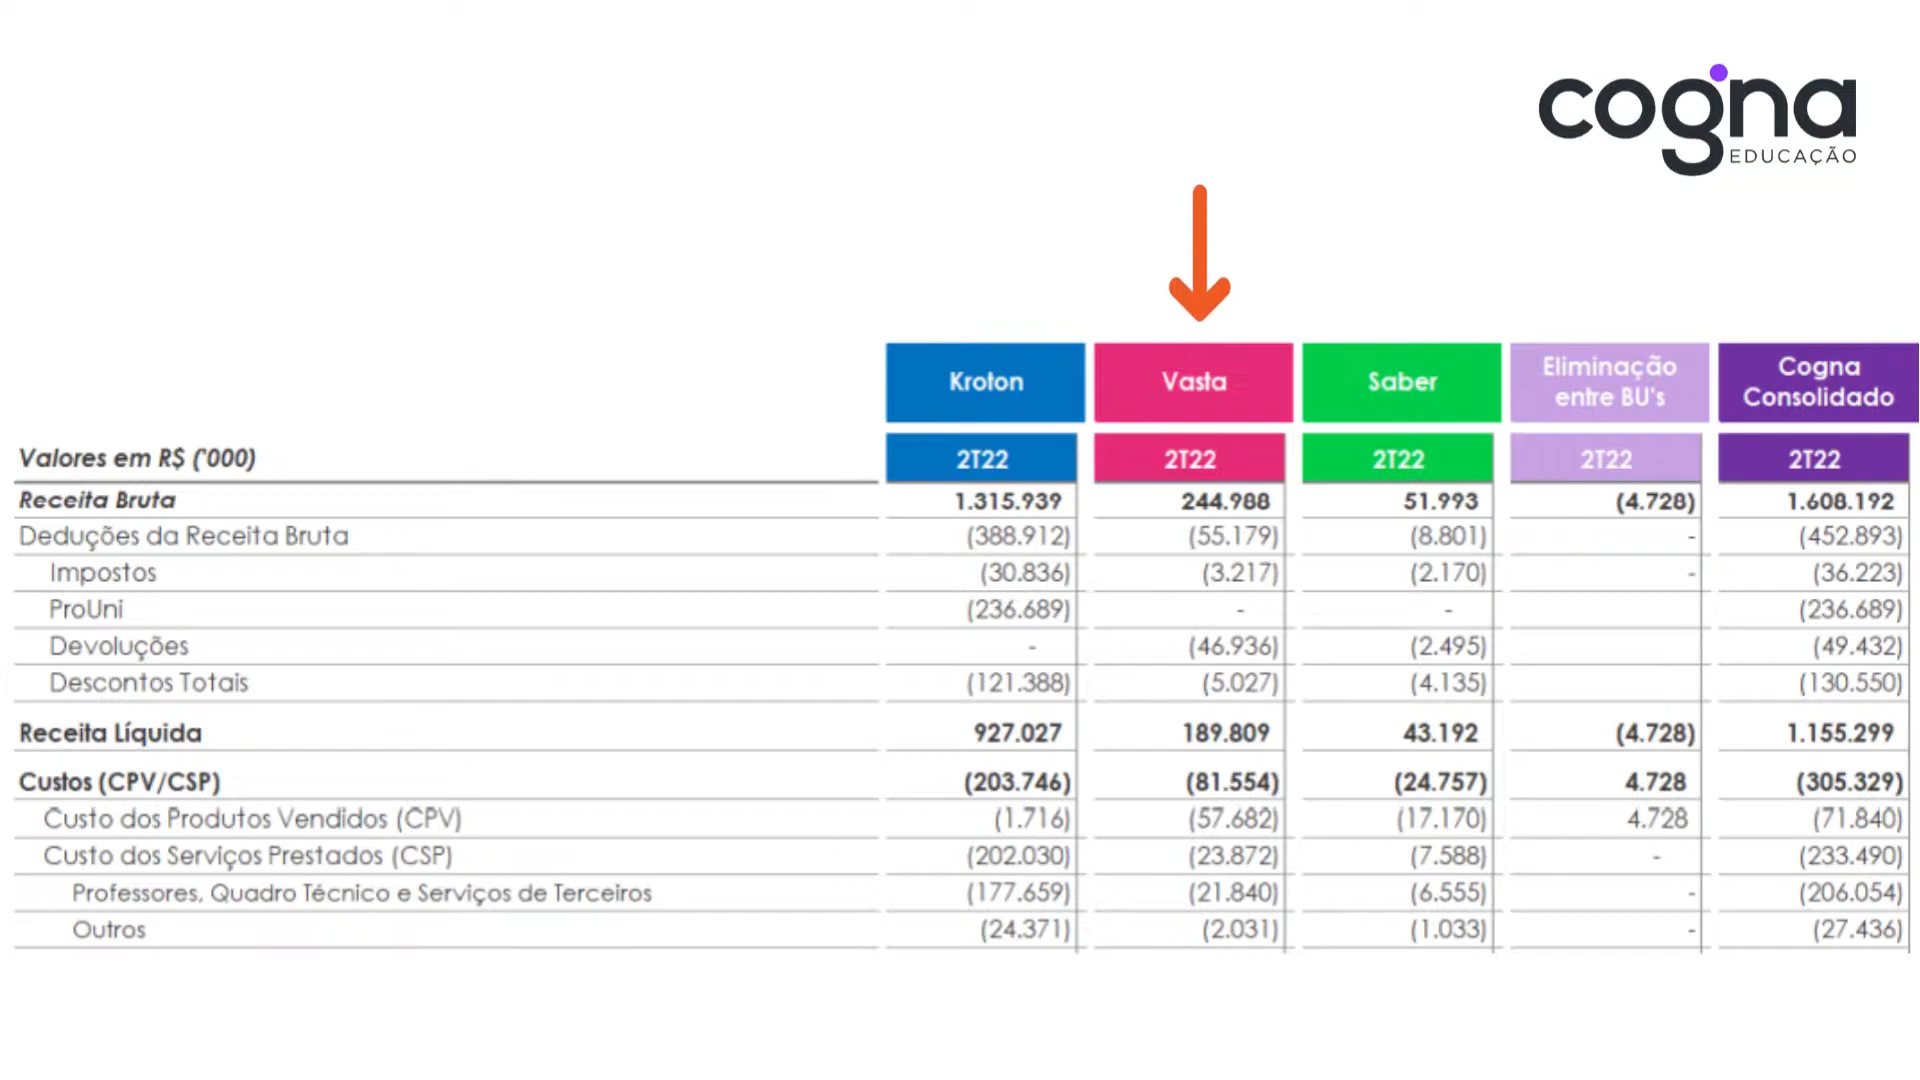 cogna
EDUCAÇÃO
Kroton Vasta Saber Eliminação entre BU's Cogna Consolidado
Valores em R$ ('000) 2T22 2T22 2T22 2T22 2T22
Receita Bruta 1.315.939 244.988 51.993 (4.728) 1.608.192
Deduções da Receita Bruta (388.912) (55.179) (8.801) - (452.893)
Impostos (30.836) (3.217) (2.170) - (36.223)
ProUni (236.689) - - (236.689)
Devoluções - (46.936) (2.495) (49.432)
Descontos Totais (121.388) (5.027) (4.135) (130.550)
Receita Líquida 927.027 189.809 43.192 (4.728) 1.155.299
Custos (CPV/CSP) (203.746) (81.554) (24.757) 4.728 (305.329)
Custo dos Produtos Vendidos (CPV) (1.716) (57.682) (17.170) 4.728 (71.840)
Custo dos Serviços Prestados (CSP) (202.030) (23.872) (7.588) - (233.490)
Professores, Quadro Técnico e Serviços de Terceiros (177.659) (21.840) (6.555) - (206.054)
Outros (24.371) (2.031) (1.033) - (27.436)